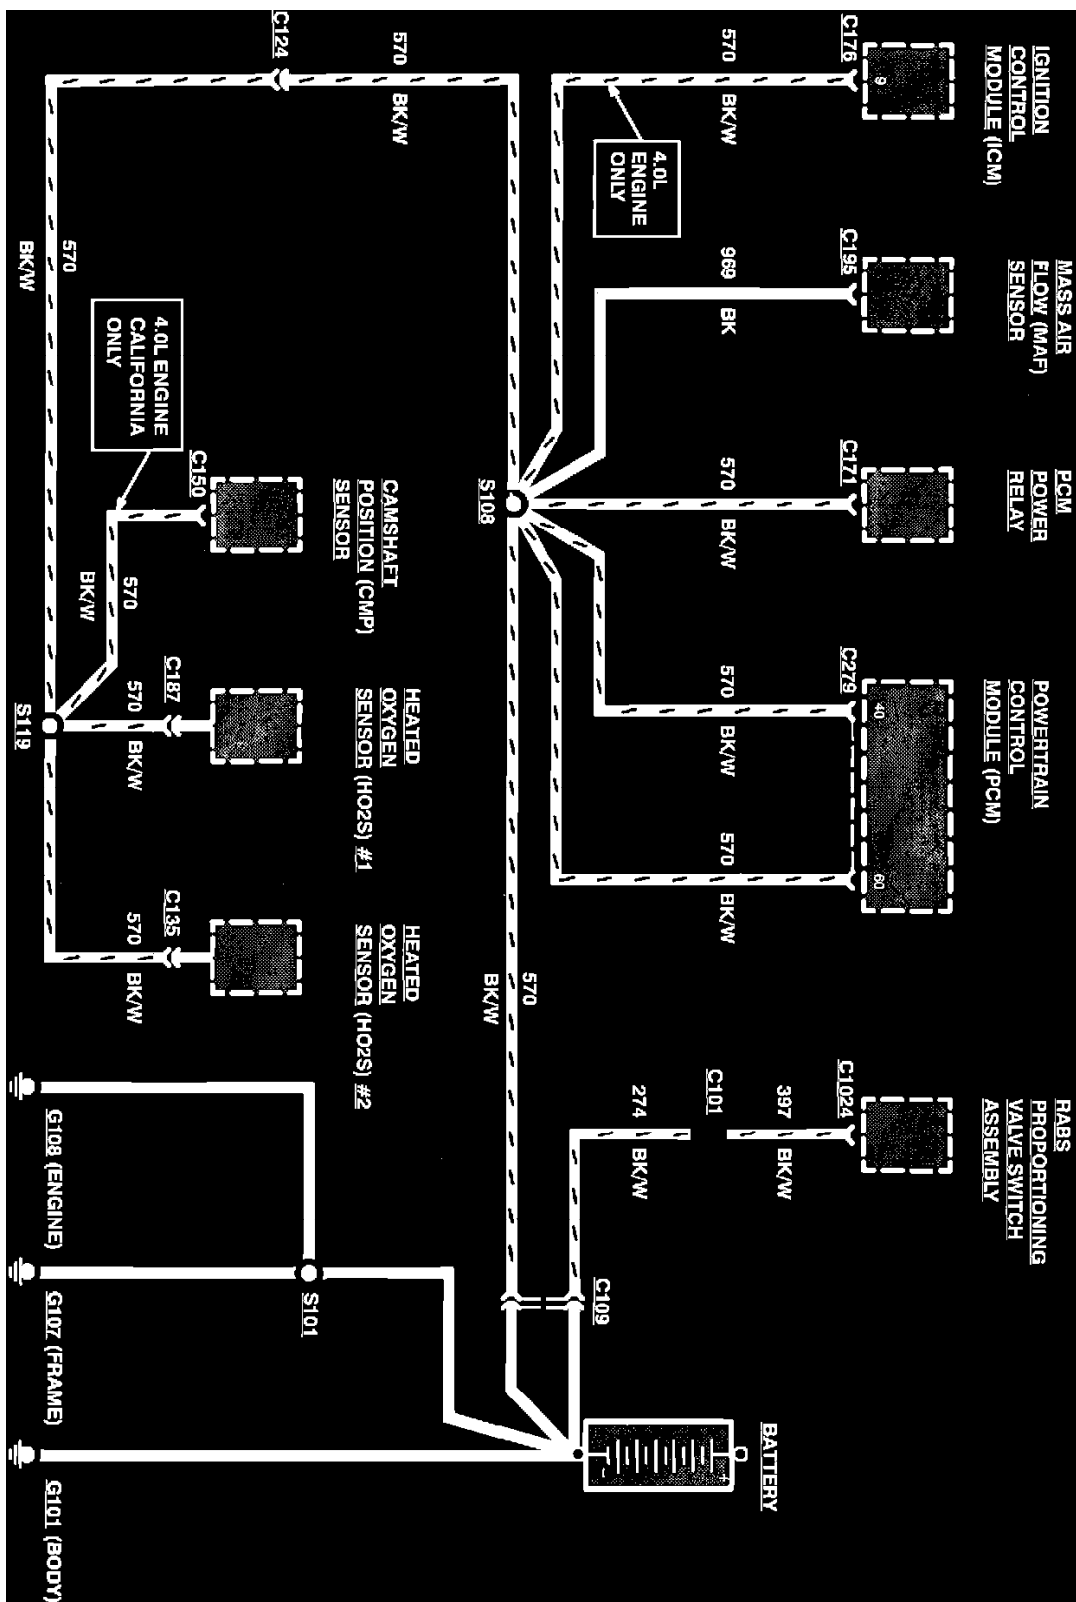 IGNITION
CONTROL
MODULE (ICM)
MASS AIR
FLOW (MAF)
SENSOR
PCM
POWER
RELAY
POWERTRAIN
CONTROL
MODULE (PCM)
RABS
PROPORTIONING
VALVE SWITCH
ASSEMBLY
9
40
60
C176
C195
C171
C279
C1024
570
BK/W
969
BK
570
BK/W
570
BK/W
570
BK/W
397
BK/W
C101
274
BK/W
4.0L
ENGINE
ONLY
BATTERY
+
-
C109
S108
570
BK/W
570
BK/W
C124
CAMSHAFT
POSITION (CMP)
SENSOR
HEATED
OXYGEN
SENSOR (HO2S) #1
HEATED
OXYGEN
SENSOR (HO2S) #2
C150
C187
C135
4.0L ENGINE
CALIFORNIA
ONLY
570
BK/W
570
BK/W
570
BK/W
570
BK/W
S119
S101
G108 (ENGINE)
G107 (FRAME)
G101 (BODY)